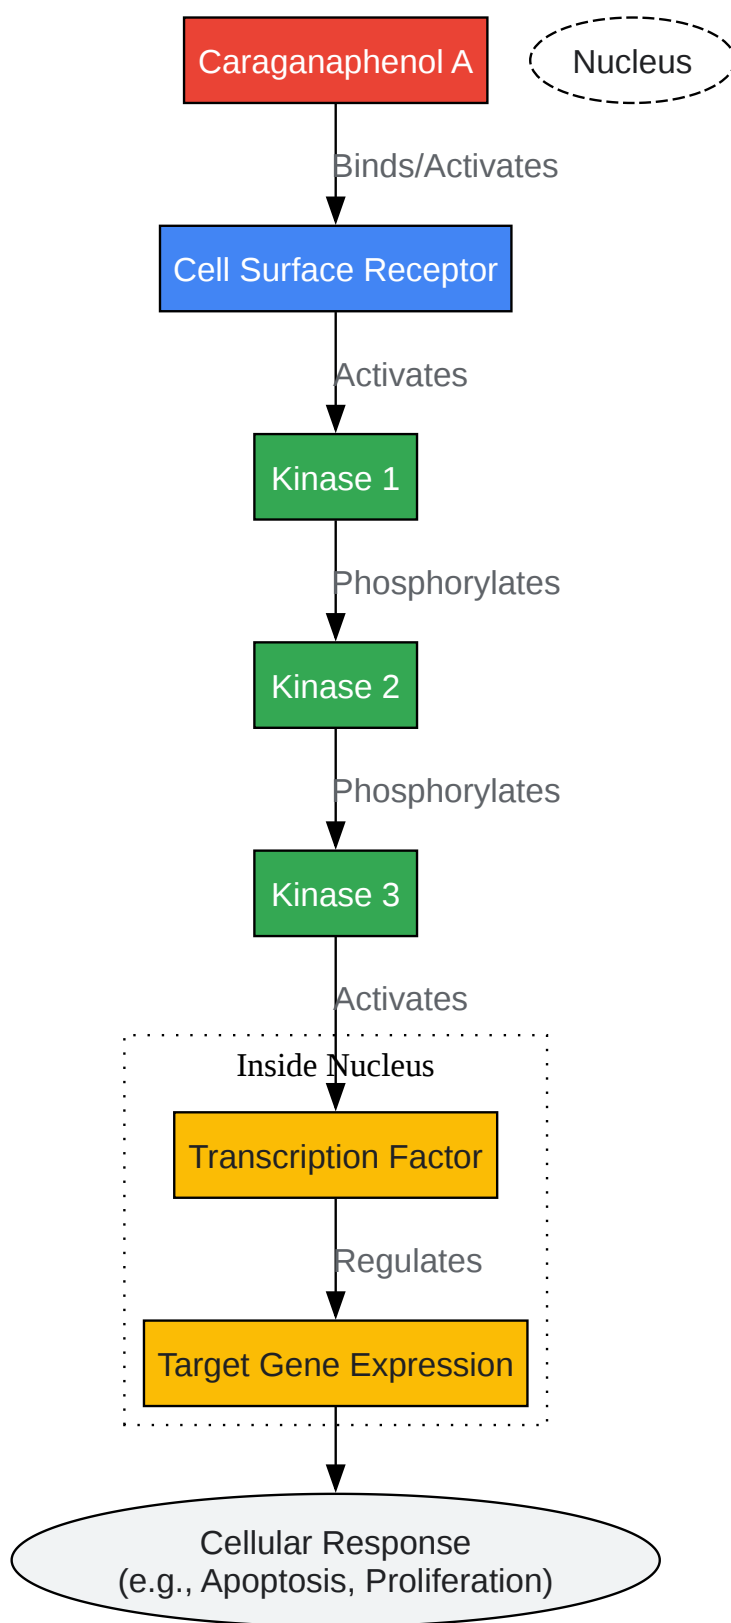 Caraganaphenol A
Nucleus
Binds/Activates
Cell Surface Receptor
Activates
Kinase 1
Phosphorylates
Kinase 2
Phosphorylates
Kinase 3
Activates
Inside Nucleus
Transcription Factor
Regulates
Target Gene Expression
Cellular Response
(e.g., Apoptosis, Proliferation)